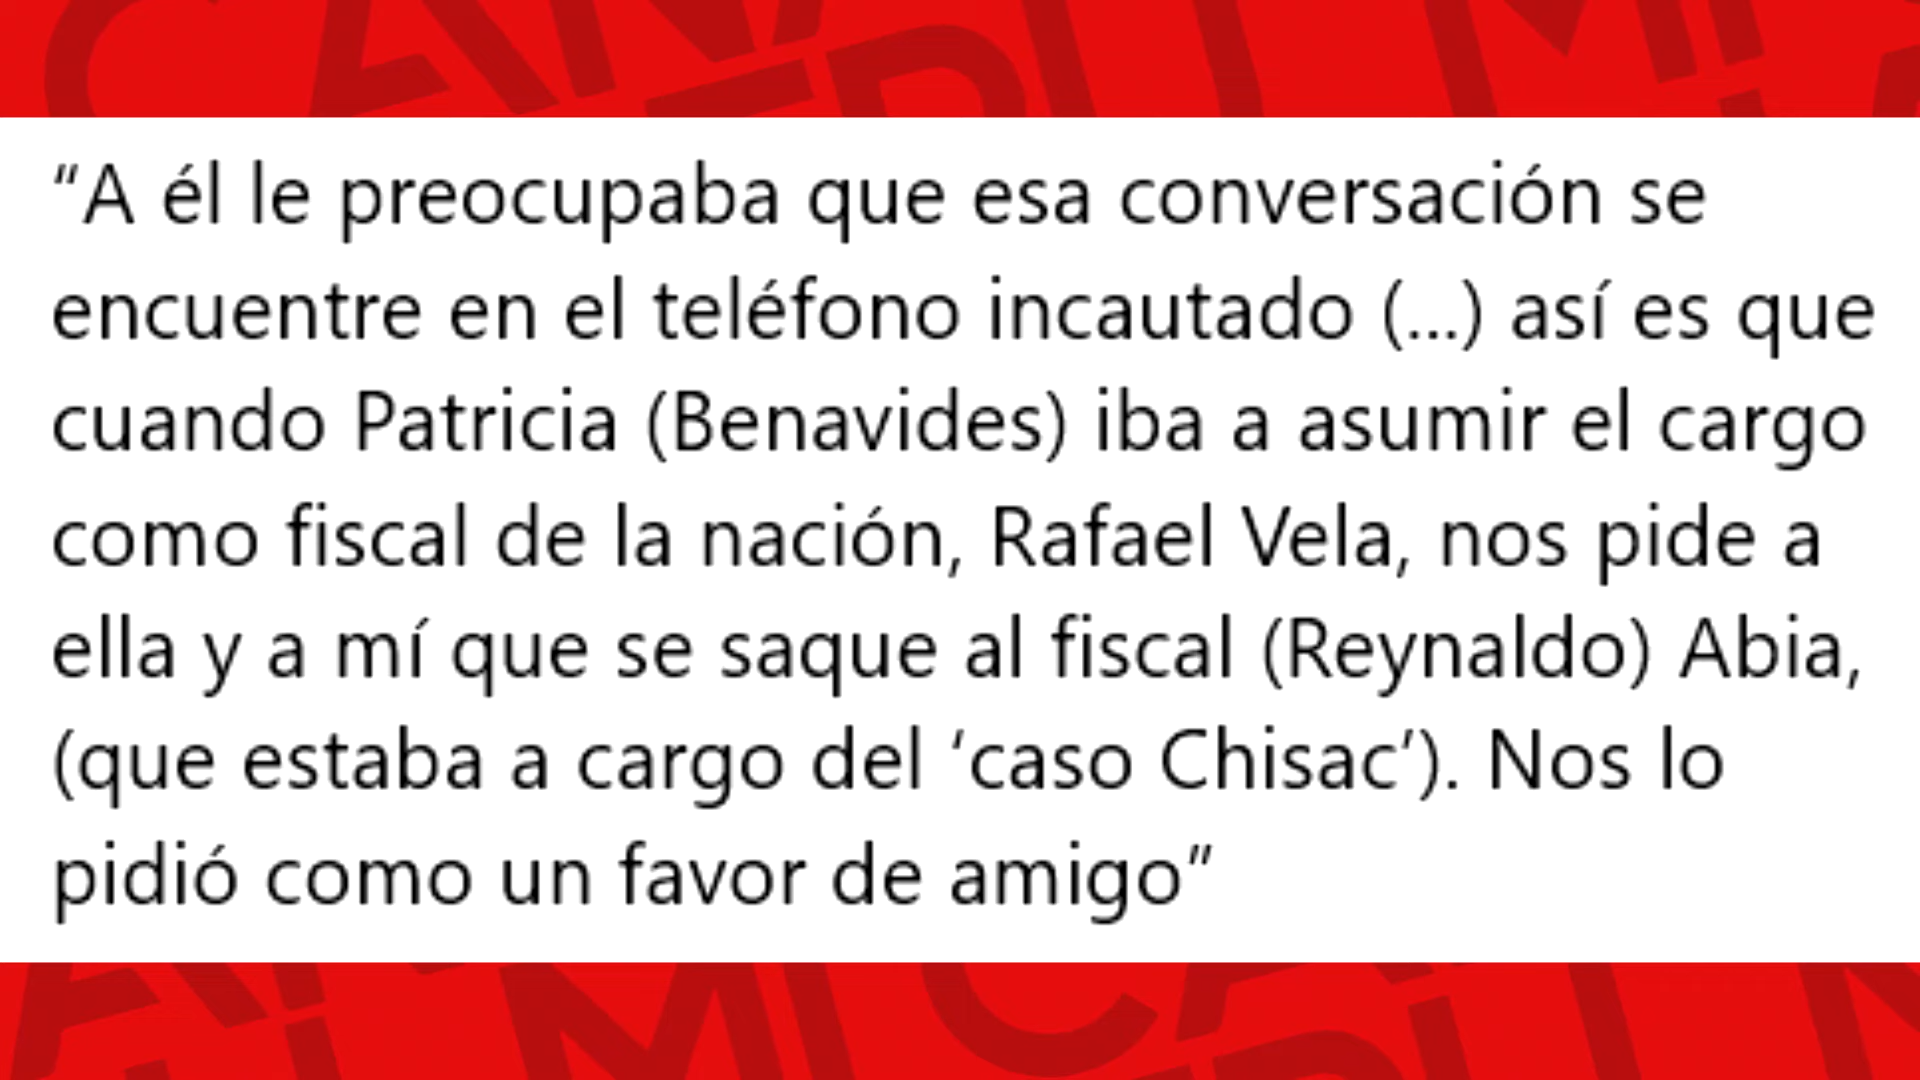 “A él le preocupaba que esa conversación se
encuentre en el teléfono incautado (...) así es que
cuando Patricia (Benavides) iba a asumir el cargo
como fiscal de la nación, Rafael Vela, nos pide a
ella y a mí que se saque al fiscal (Reynaldo) Abia,
(que estaba a cargo del ‘caso Chisac’). Nos lo
pidió como un favor de amigo”